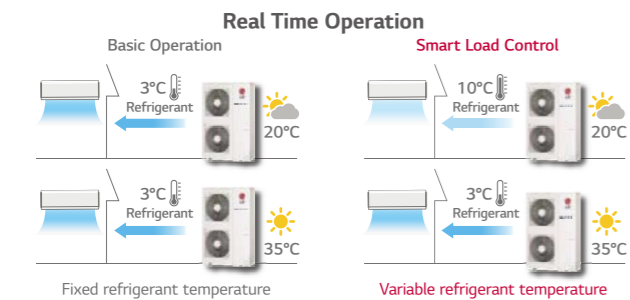 Real Time Operation
Basic Operation
Smart Load Control
3°C
Refrigerant
20°C
10°C
Refrigerant
20°C
3°C
Refrigerant
35°C
3°C
Refrigerant
35°C
Fixed refrigerant temperature
Variable refrigerant temperature